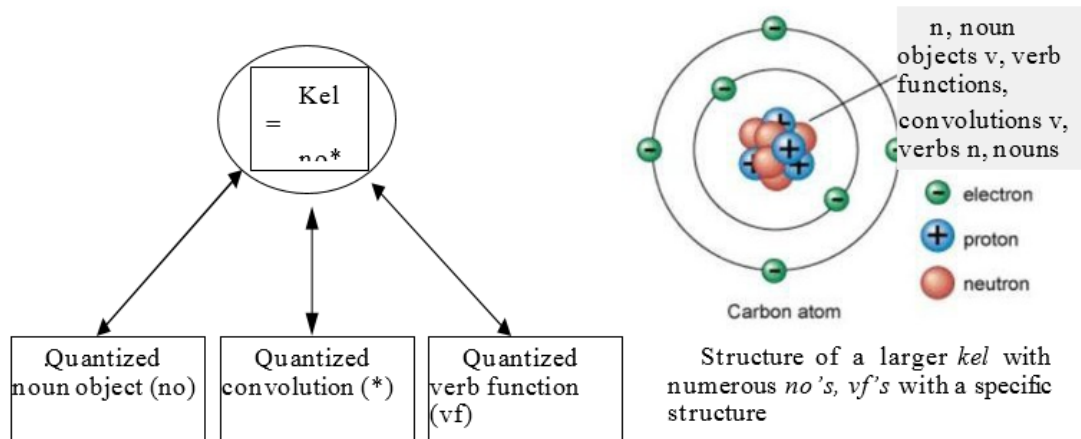 Kel
=
no*
Quantized
noun object (no)
Quantized
convolution (*)
Quantized
verb function
(vf)
n, noun
objects v, verb
functions,
convolutions v,
verbs n, nouns
- electron
+ proton
neutron
Carbon atom
Structure of a larger kel with
numerous no's, vf's with a specific
structure